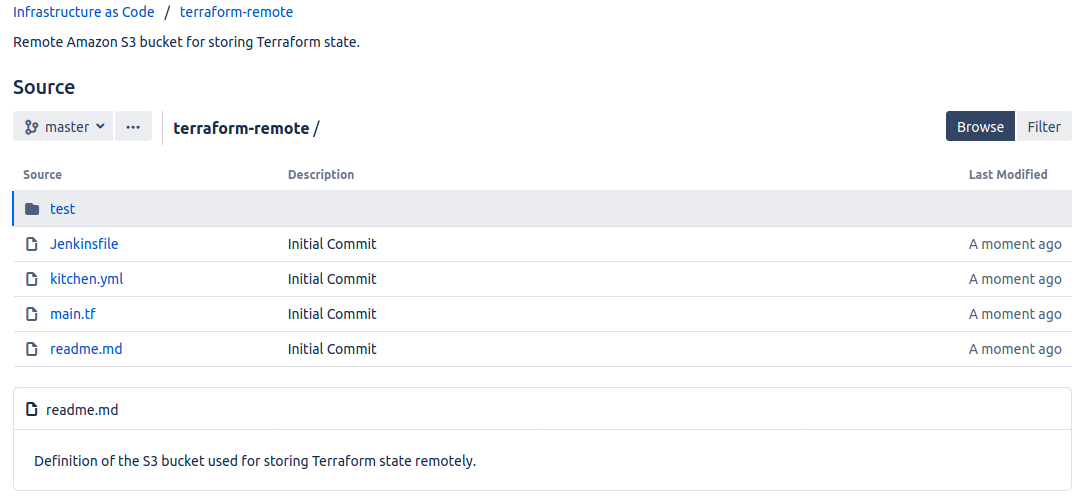 Infrastructure as Code / terraform-remote
Remote Amazon S3 bucket for storing Terraform state.
Source
master ••• terraform-remote / Browse Filter
Source Description Last Modified
test
Jenkinsfile Initial Commit A moment ago
kitchen.yml Initial Commit A moment ago
main.tf Initial Commit A moment ago
readme.md Initial Commit A moment ago
readme.md
Definition of the S3 bucket used for storing Terraform state remotely.